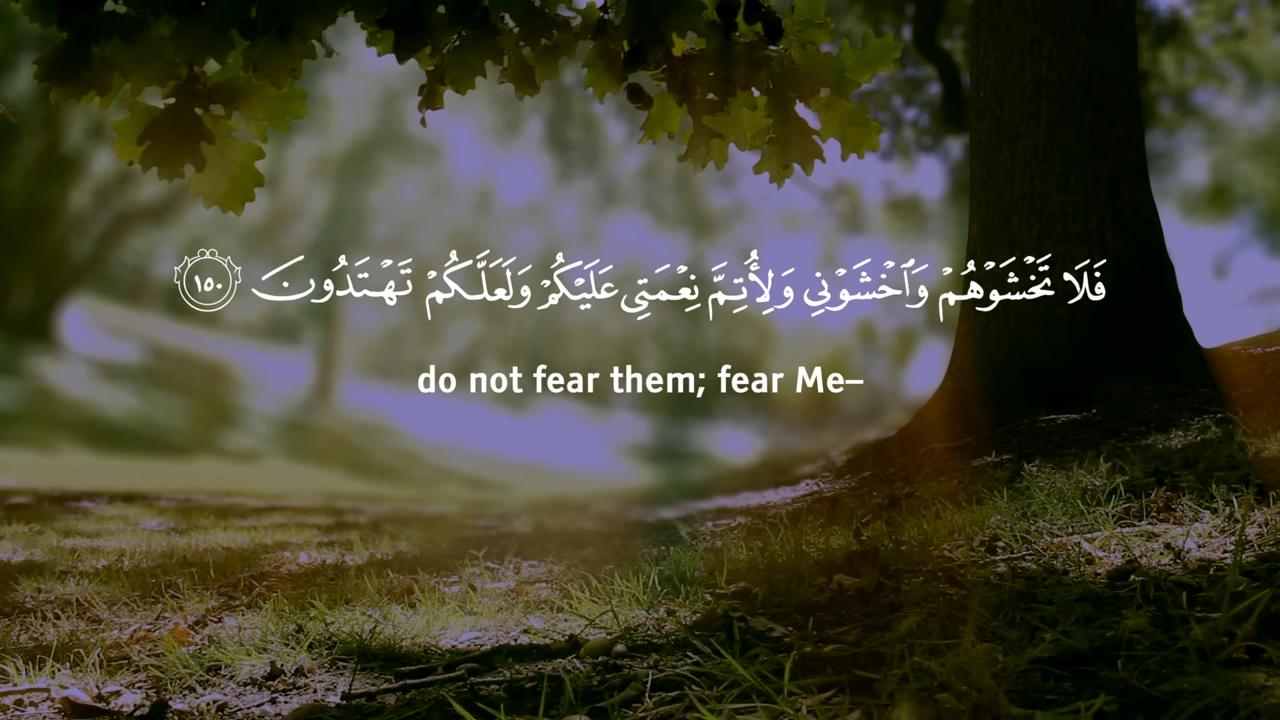 فَلَا تَخْشَوْهُمْ وَٱخْشَوْنِى وَلِأُتِمَّ نِعْمَتِى عَلَيْكُمْ وَلَعَلَّكُمْ تَهْتَدُونَ ١٥٠
do not fear them; fear Me–